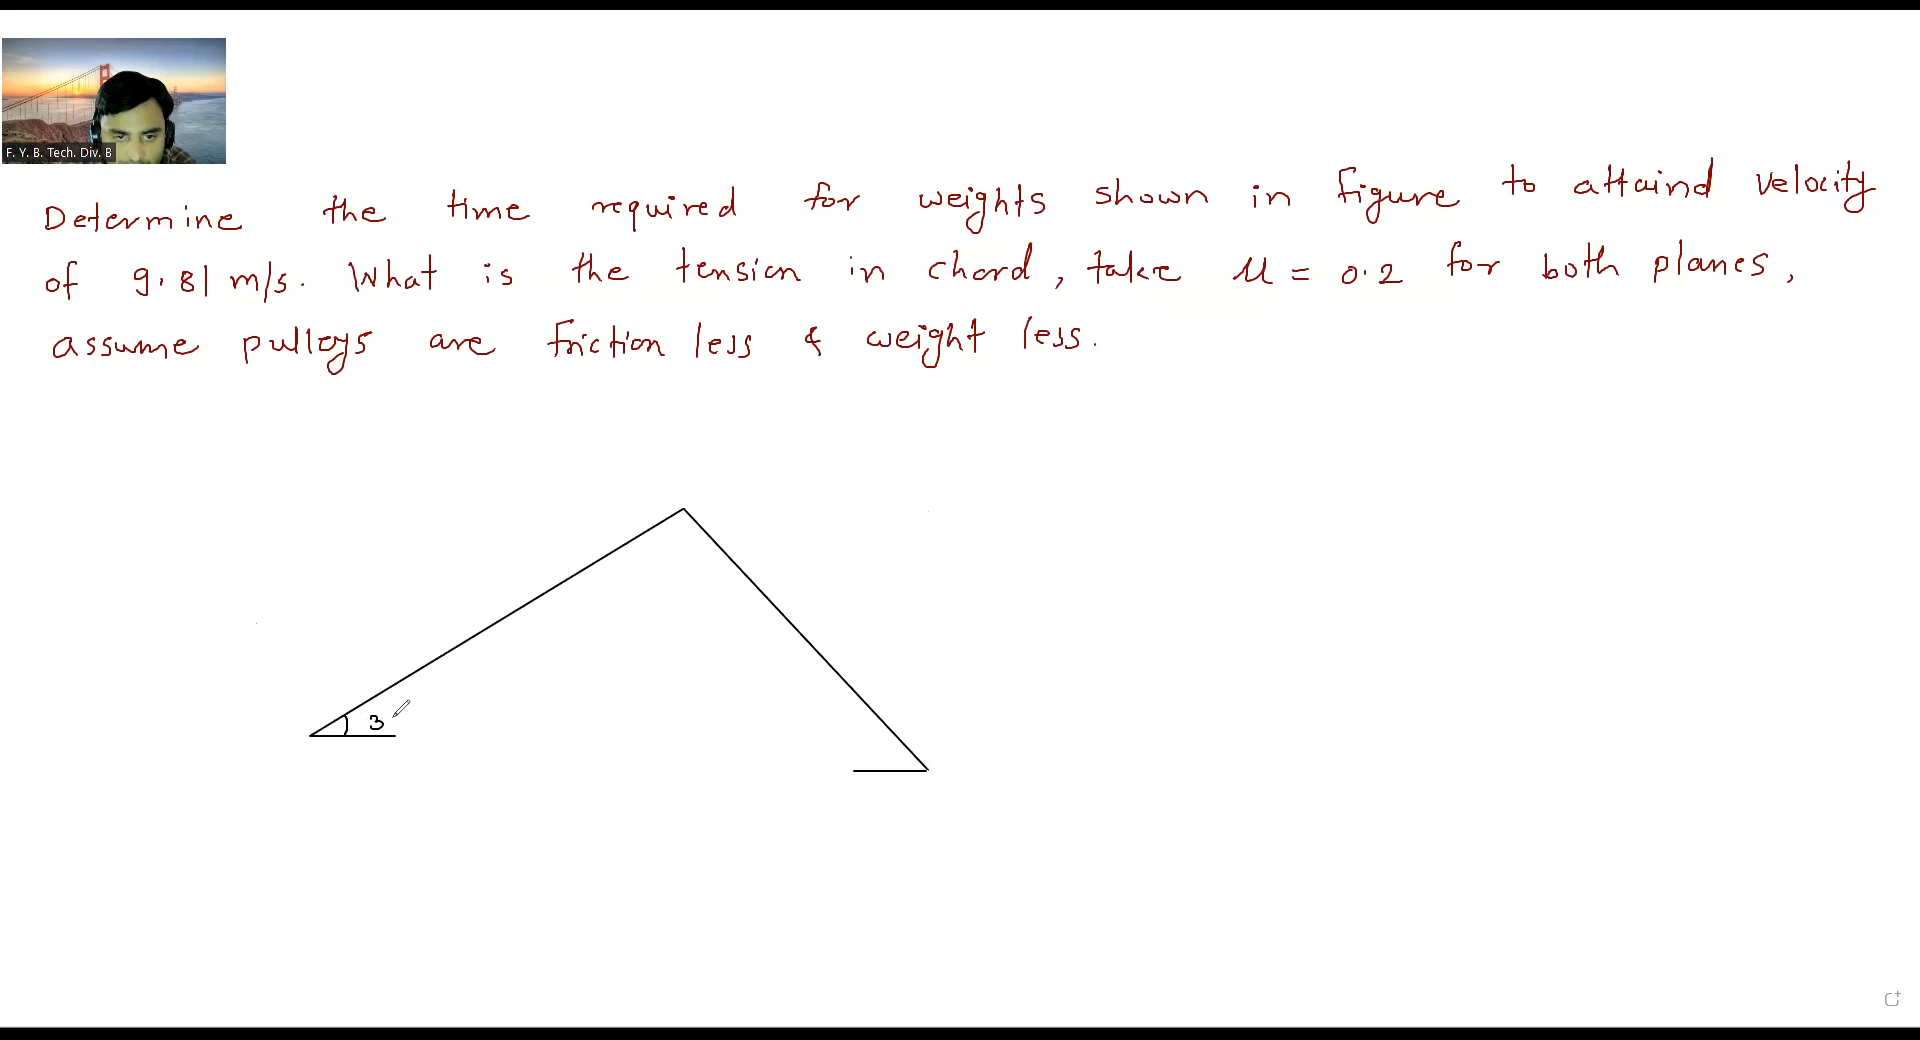 F. Y. B. Tech. Div. B
Determine the time required for weights shown in figure to attaind velocity
of 9.81 m/s. What is the tension in chord, take μ = 0.2 for both planes,
assume pulleys are friction less & weight less.
3